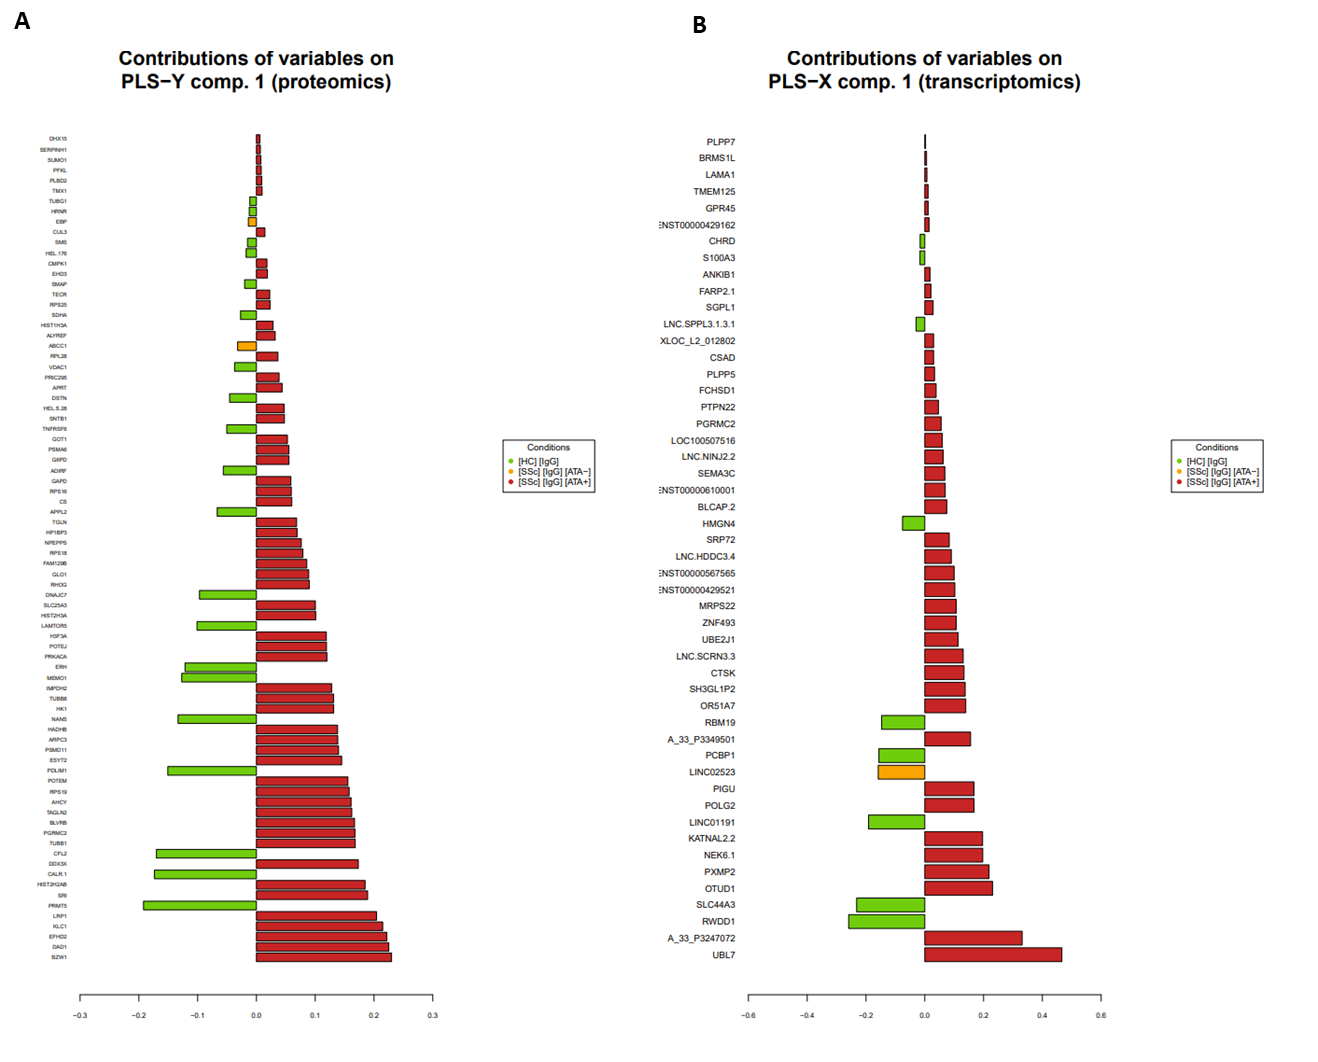 A
Contributions of variables on
PLS−Y comp. 1 (proteomics)
DHX15
SERPINH1
SUMO1
PFKL
PLBD2
TMX1
TUBG1
HRNR
EBP
CUL3
SMS
HEL.176
CMPK1
EHD3
SMAP
TECR
RPS25
SDHA
HIST1H3A
ALYREF
ABCC1
RPL28
VDAC1
PRIC295
APRT
DSTN
HEL.S.28
SNTB1
TNFRSF6
GOT1
PSMA6
G6PD
ADIRF
GAPD
RPS16
CS
APPL2
TGLN
HP1BP3
NPEPPS
RPS18
FAM129B
GLO1
RHOG
DNAJC7
SLC25A3
HIST2H3A
LAMTOR5
H3F3A
POTEJ
PRKACA
ERH
MEMO1
IMPDH2
TUBB8
HK1
NANS
HADHB
ARPC3
PSMD11
ESYT2
PDLIM1
POTEM
RPS19
AHCY
TAGLN2
BLVRB
PGRMC2
TUBB1
CFL2
DDX3X
CALR.1
HIST2H2AB
SRI
PRMT5
LRP1
KLC1
EFHD2
DAD1
BZW1
−0.3
−0.2
−0.1
0.0
0.1
0.2
0.3
Conditions
[HC] [IgG]
[SSc] [IgG] [ATA−]
[SSc] [IgG] [ATA+]
B
Contributions of variables on
PLS−X comp. 1 (transcriptomics)
PLPP7
BRMS1L
LAMA1
TMEM125
GPR45
ENST00000429162
CHRD
S100A3
ANKIB1
FARP2.1
SGPL1
LNC.SPPL3.1.3.1
XLOC_L2_012802
CSAD
PLPP5
FCHSD1
PTPN22
PGRMC2
LOC100507516
LNC.NINJ2.2
SEMA3C
ENST00000610001
BLCAP.2
HMGN4
SRP72
LNC.HDDC3.4
ENST00000567565
ENST00000429521
MRPS22
ZNF493
UBE2J1
LNC.SCRN3.3
CTSK
SH3GL1P2
OR51A7
RBM19
A_33_P3349501
PCBP1
LINC02523
PIGU
POLG2
LINC01191
KATNAL2.2
NEK6.1
PXMP2
OTUD1
SLC44A3
RWDD1
A_33_P3247072
UBL7
−0.6
−0.4
−0.2
0.0
0.2
0.4
0.6
Conditions
[HC] [IgG]
[SSc] [IgG] [ATA−]
[SSc] [IgG] [ATA+]